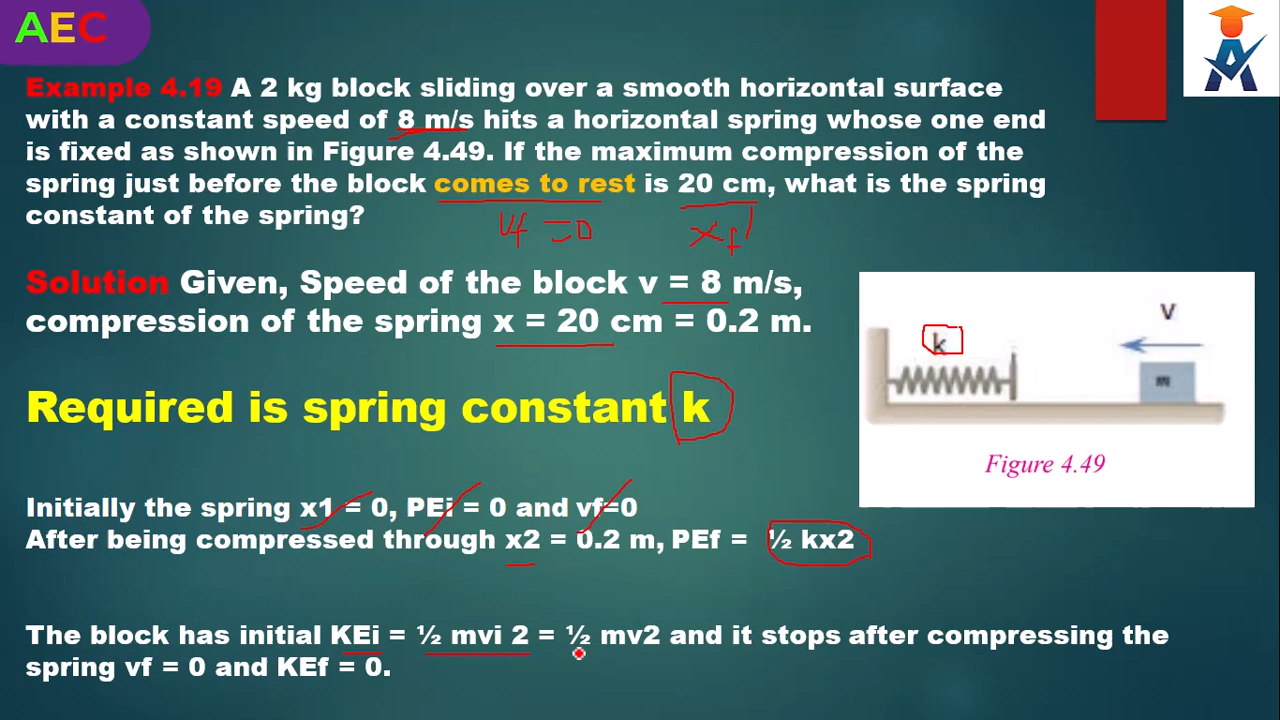 AEC
Example 4.19 A 2 kg block sliding over a smooth horizontal surface
with a constant speed of 8 m/s hits a horizontal spring whose one end
is fixed as shown in Figure 4.49. If the maximum compression of the
spring just before the block comes to rest is 20 cm, what is the spring
constant of the spring?
vf = 0 xf
Solution Given, Speed of the block v = 8 m/s,
compression of the spring x = 20 cm = 0.2 m.
V
k
m
Required is spring constant k
Figure 4.49
Initially the spring x1 = 0, PEi = 0 and vf=0
After being compressed through x2 = 0.2 m, PEf = ½ kx2
The block has initial KEi = ½ mvi 2 = ½ mv2 and it stops after compressing the
spring vf = 0 and KEf = 0.